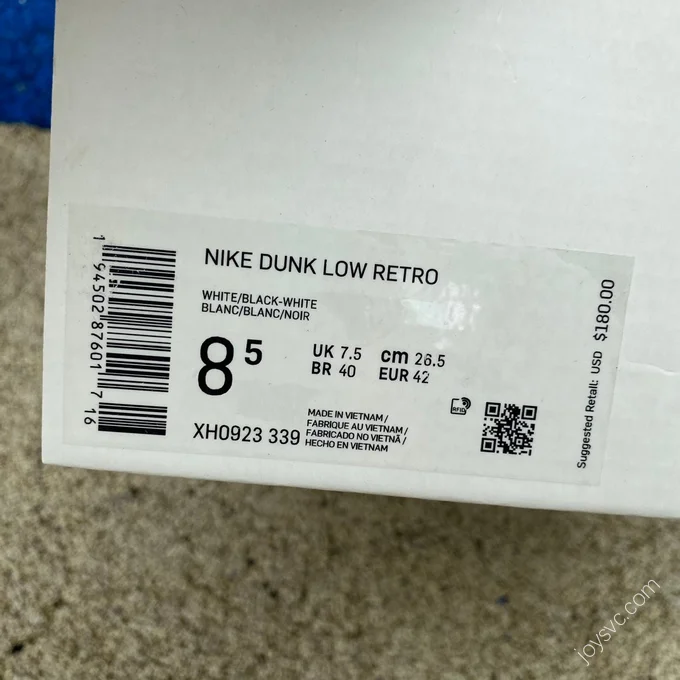 NIKE DUNK LOW RETRO
WHITE/BLACK-WHITE
BLANC/BLANC/NOIR
8 5
UK 7.5 cm 26.5
BR 40 EUR 42
XH0923 339
MADE IN VIETNAM /
FABRIQUE AU VIETNAM /
FABRICADO NO VIETNÃ /
HECHO EN VIETNAM
RFID
Suggested Retail: USD $180.00
1 94502 87601 7 16
joysvc.com